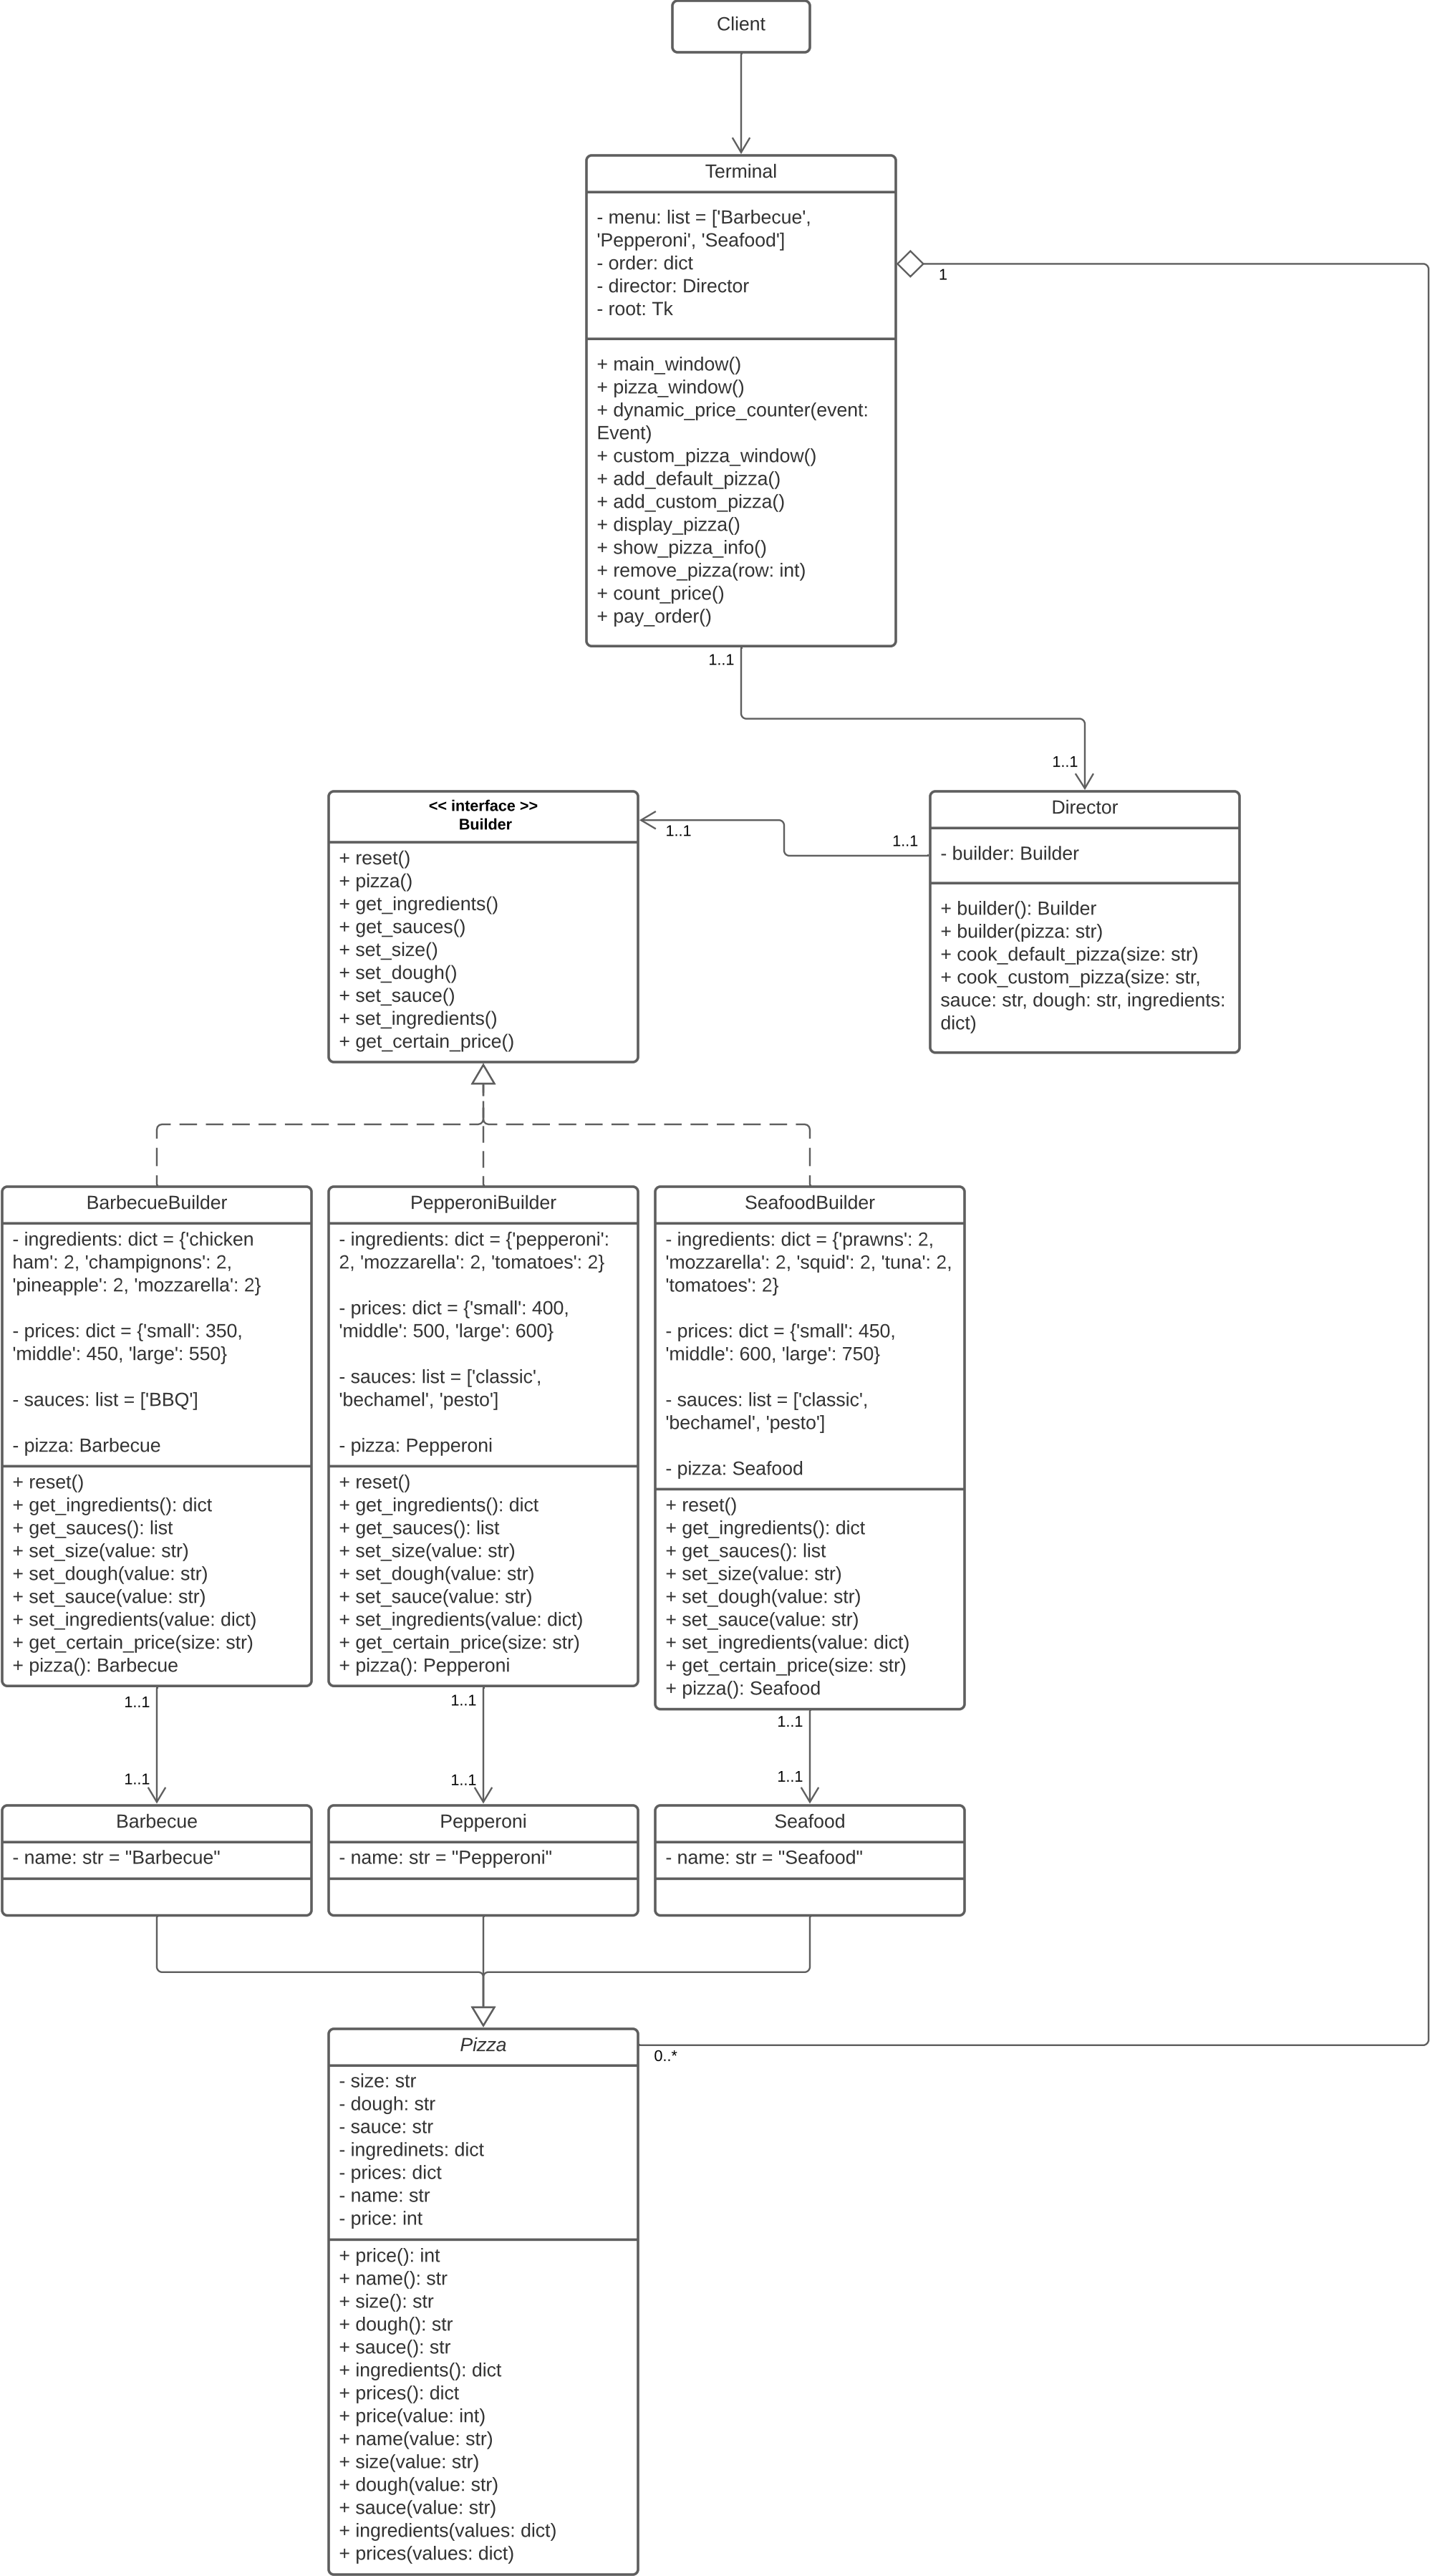 Client
Terminal
- menu: list = ['Barbecue',
'Pepperoni', 'Seafood']
- order: dict
- director: Director
- root: Tk
1
+ main_window()
+ pizza_window()
+ dynamic_price_counter(event:
Event)
+ custom_pizza_window()
+ add_default_pizza()
+ add_custom_pizza()
+ display_pizza()
+ show_pizza_info()
+ remove_pizza(row: int)
+ count_price()
+ pay_order()
1..1
1..1
<< interface >>
Builder
+ reset()
+ pizza()
+ get_ingredients()
+ get_sauces()
+ set_size()
+ set_dough()
+ set_sauce()
+ set_ingredients()
+ get_certain_price()
1..1
1..1
Director
- builder: Builder
+ builder(): Builder
+ builder(pizza: str)
+ cook_default_pizza(size: str)
+ cook_custom_pizza(size: str,
sauce: str, dough: str, ingredients:
dict)
BarbecueBuilder
- ingredients: dict = {'chicken
ham': 2, 'champignons': 2,
'pineapple': 2, 'mozzarella': 2}
- prices: dict = {'small': 350,
'middle': 450, 'large': 550}
- sauces: list = ['BBQ']
- pizza: Barbecue
+ reset()
+ get_ingredients(): dict
+ get_sauces(): list
+ set_size(value: str)
+ set_dough(value: str)
+ set_sauce(value: str)
+ set_ingredients(value: dict)
+ get_certain_price(size: str)
+ pizza(): Barbecue
1..1
1..1
PepperoniBuilder
- ingredients: dict = {'pepperoni':
2, 'mozzarella': 2, 'tomatoes': 2}
- prices: dict = {'small': 400,
'middle': 500, 'large': 600}
- sauces: list = ['classic',
'bechamel', 'pesto']
- pizza: Pepperoni
+ reset()
+ get_ingredients(): dict
+ get_sauces(): list
+ set_size(value: str)
+ set_dough(value: str)
+ set_sauce(value: str)
+ set_ingredients(value: dict)
+ get_certain_price(size: str)
+ pizza(): Pepperoni
1..1
1..1
SeafoodBuilder
- ingredients: dict = {'prawns': 2,
'mozzarella': 2, 'squid': 2, 'tuna': 2,
'tomatoes': 2}
- prices: dict = {'small': 450,
'middle': 600, 'large': 750}
- sauces: list = ['classic',
'bechamel', 'pesto']
- pizza: Seafood
+ reset()
+ get_ingredients(): dict
+ get_sauces(): list
+ set_size(value: str)
+ set_dough(value: str)
+ set_sauce(value: str)
+ set_ingredients(value: dict)
+ get_certain_price(size: str)
+ pizza(): Seafood
1..1
1..1
Barbecue
- name: str = "Barbecue"
Pepperoni
- name: str = "Pepperoni"
Seafood
- name: str = "Seafood"
Pizza
0..*
- size: str
- dough: str
- sauce: str
- ingredinets: dict
- prices: dict
- name: str
- price: int
+ price(): int
+ name(): str
+ size(): str
+ dough(): str
+ sauce(): str
+ ingredients(): dict
+ prices(): dict
+ price(value: int)
+ name(value: str)
+ size(value: str)
+ dough(value: str)
+ sauce(value: str)
+ ingredients(values: dict)
+ prices(values: dict)